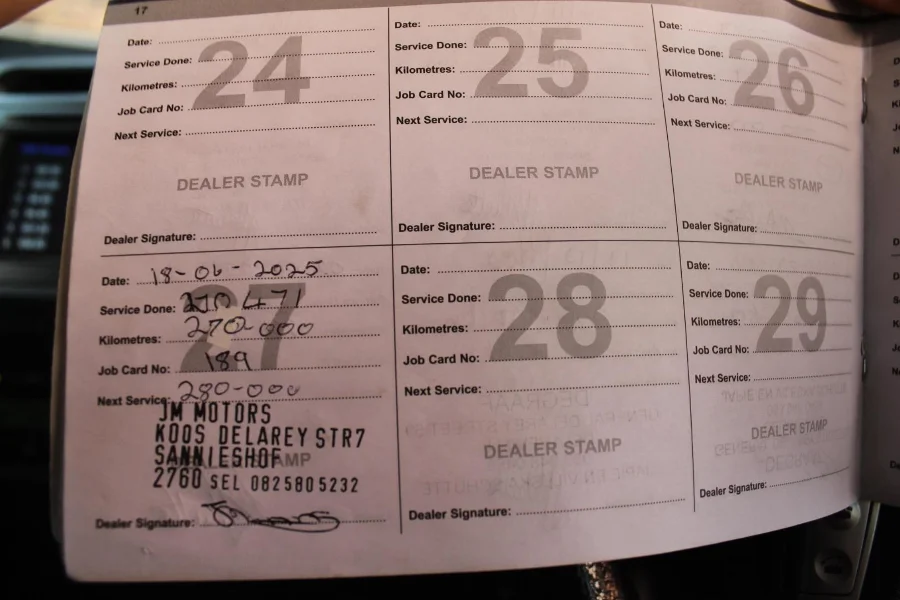 17
Date:
Service Done:
Kilometres:
Job Card No:
Next Service:
24
DEALER STAMP
Dealer Signature:
Date:
Service Done:
Kilometres:
Job Card No:
Next Service:
25
DEALER STAMP
Dealer Signature:
Date:
Service Done:
Kilometres:
Job Card No:
Next Service:
26
DEALER STAMP
Dealer Signature:
Date: 18-06-2025
Service Done: 270 471
Kilometres: 270-000
Job Card No: 189
Next Service: 280-000
27
JM MOTORS
KOOS DELAREY STR7
SANNIESHOF
2760 SEL 0825805232
Dealer Signature:
Date:
Service Done:
Kilometres:
Job Card No:
Next Service:
28
DEALER STAMP
Dealer Signature:
Date:
Service Done:
Kilometres:
Job Card No:
Next Service:
29
DEALER STAMP
Dealer Signature: